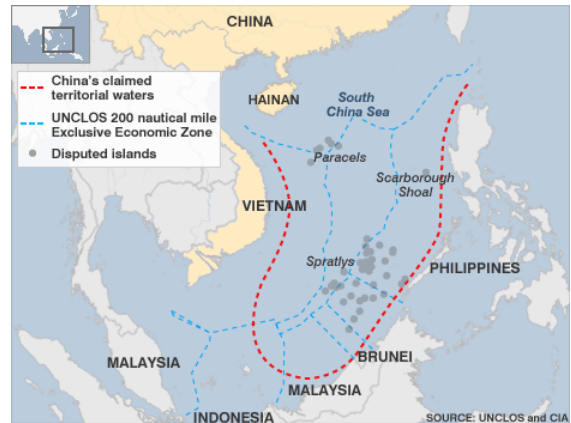 CHINA
China's claimed
territorial waters
UNCLOS 200 nautical mile
Exclusive Economic Zone
Disputed islands
HAINAN
South
China Sea
Paracels
Scarborough
Shoal
VIETNAM
Spratlys
PHILIPPINES
MALAYSIA
BRUNEI
MALAYSIA
INDONESIA
SOURCE: UNCLOS and CIA